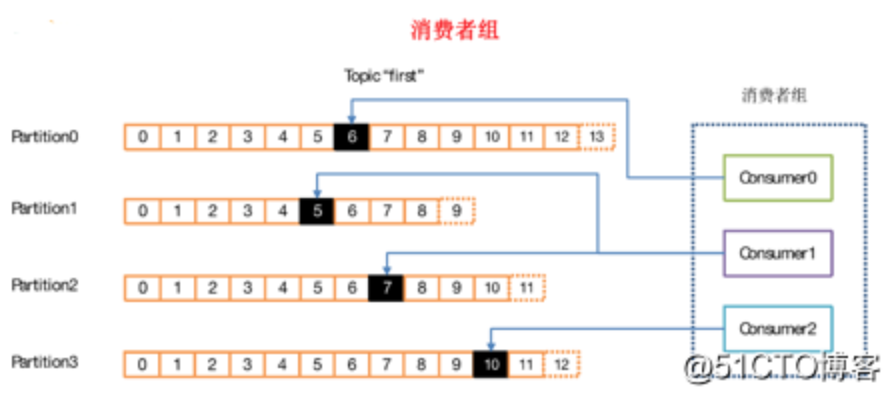 消费者组
Topic “first”
消费者组
Partition0 0 1 2 3 4 5 6 7 8 9 10 11 12 13
Consumer0
Partition1 0 1 2 3 4 5 6 7 8 9
Consumer1
Partition2 0 1 2 3 4 5 6 7 8 9 10 11
Consumer2
Partition3 0 1 2 3 4 5 6 7 8 9 10 11 12
@51CTO博客